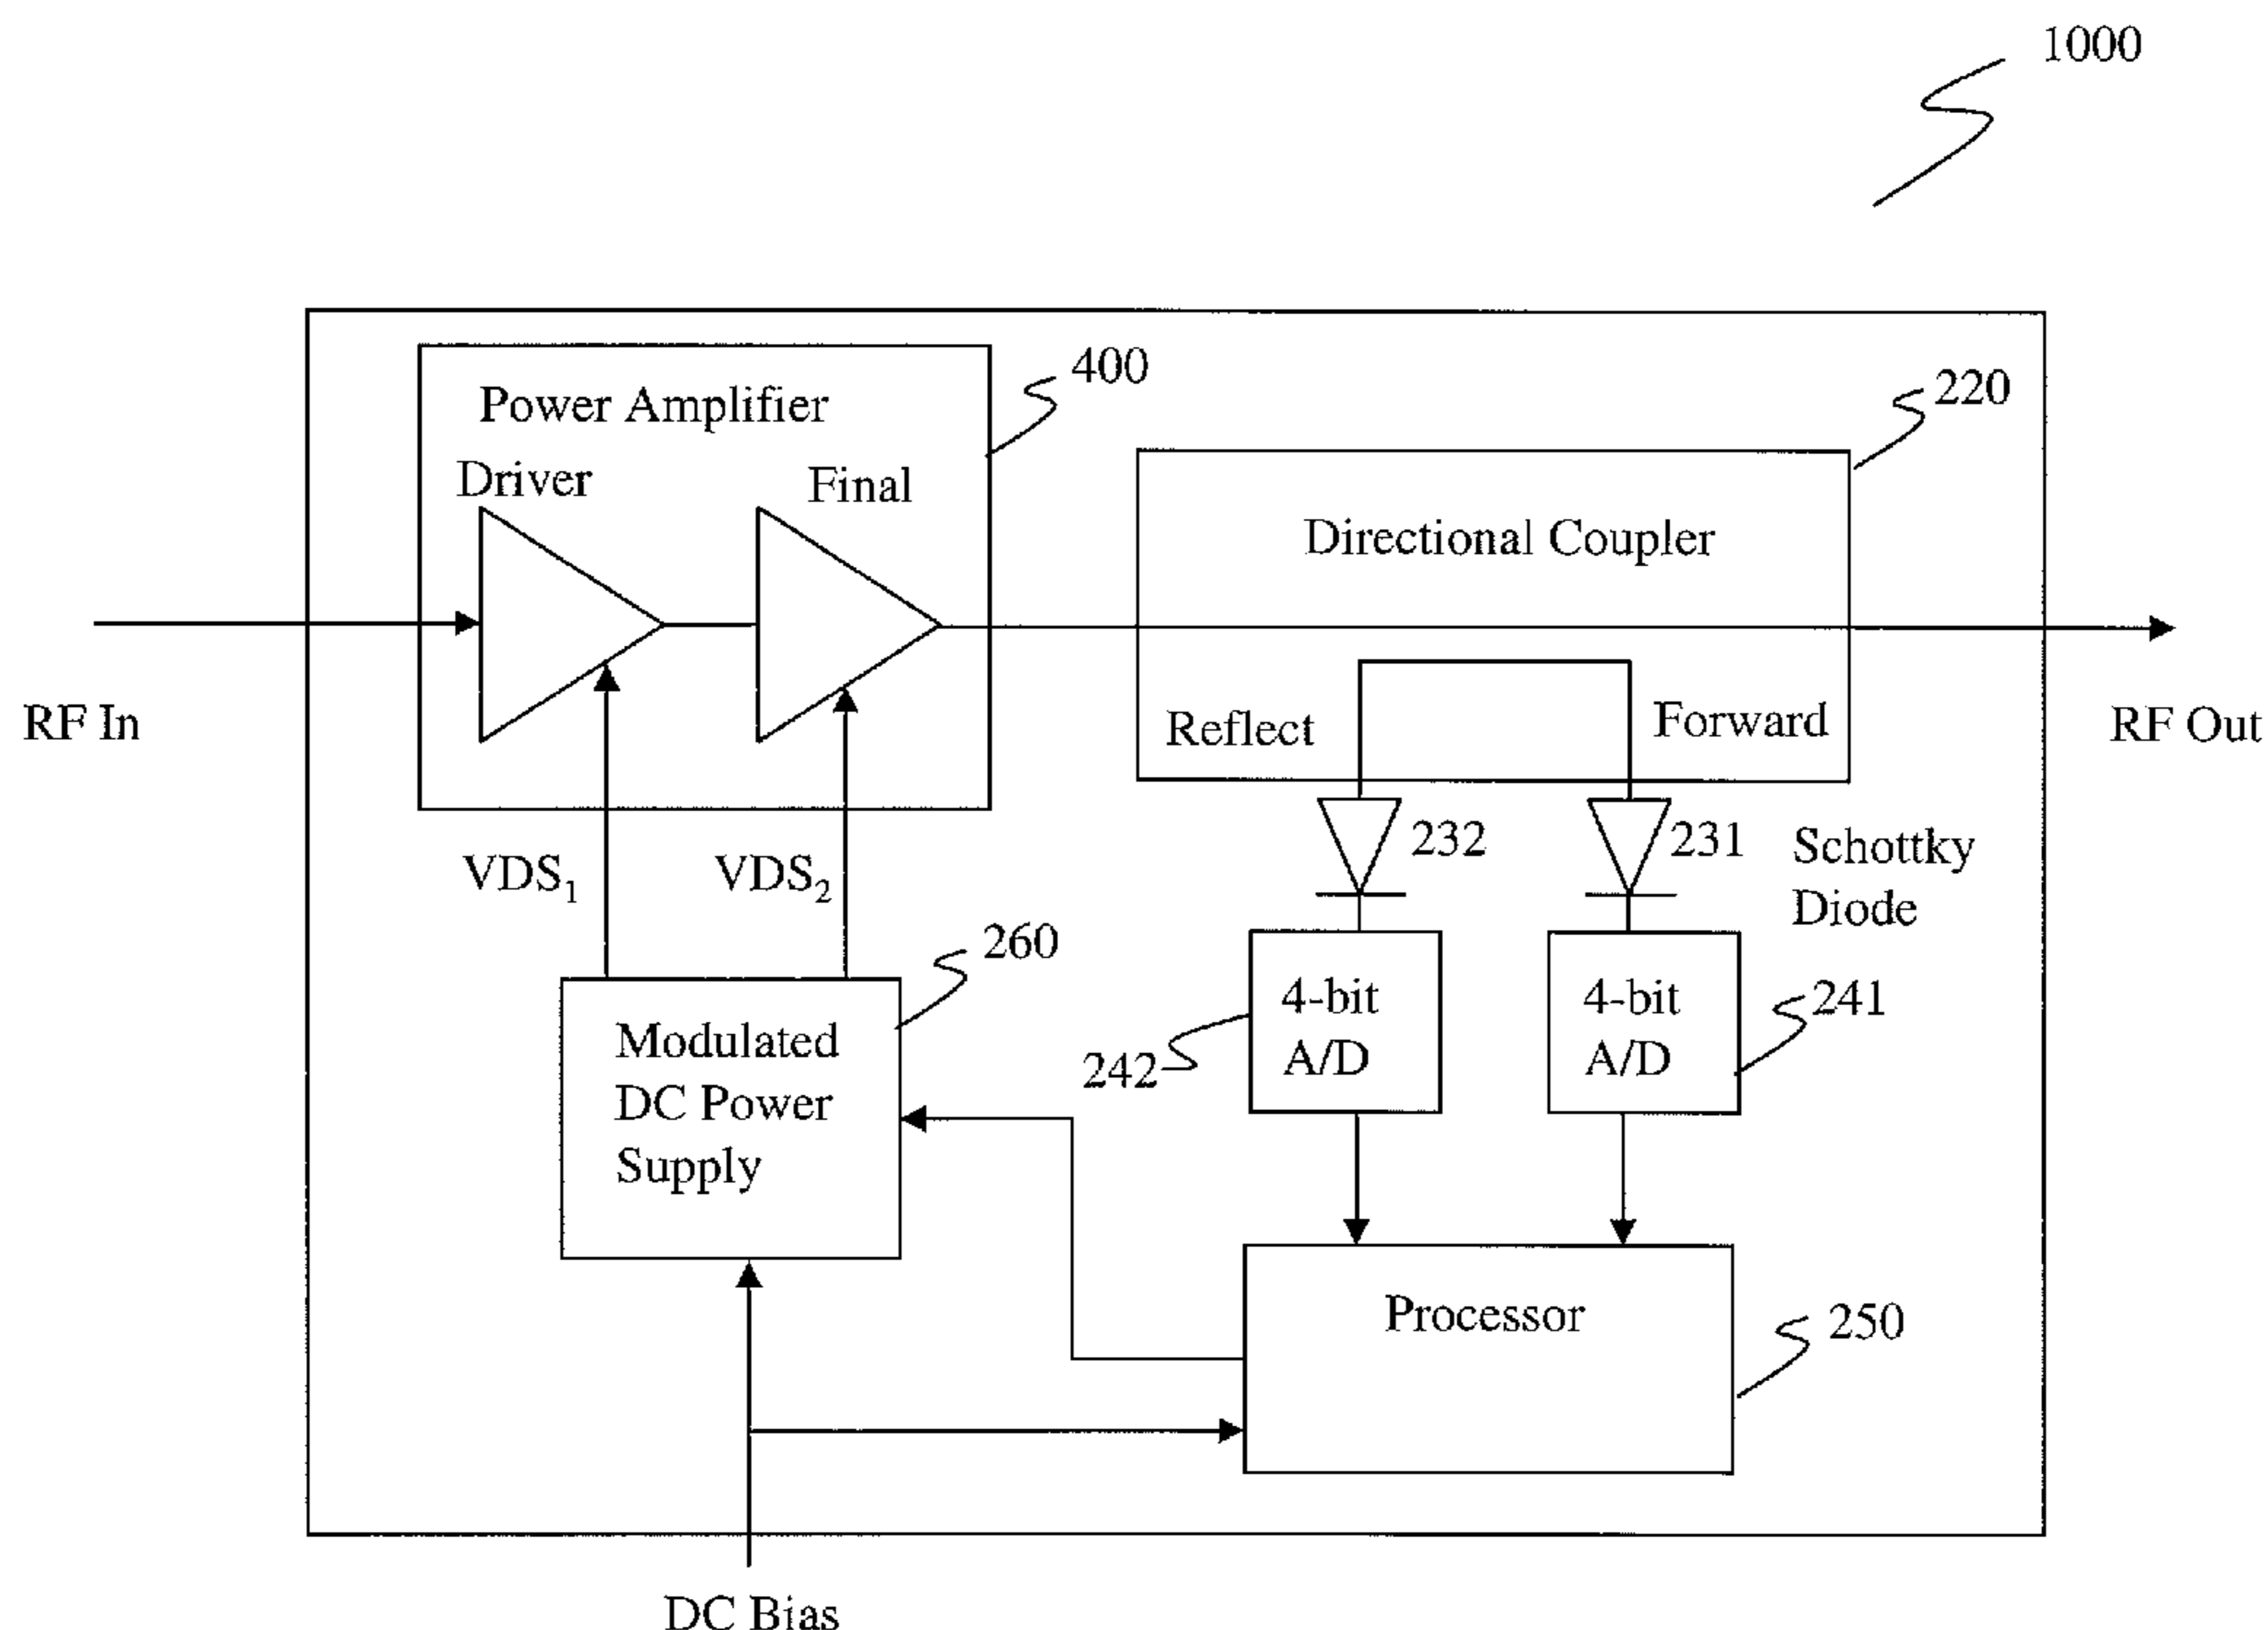 1000
400
Power Amplifier
220
Driver
Final
Directional Coupler
RF In
Reflect
Forward
RF Out
232
231
Schottky
Diode
VDS₁
VDS₂
260
4-bit
A/D
4-bit
A/D
241
242
Modulated
DC Power
Supply
Processor
250
DC Bias